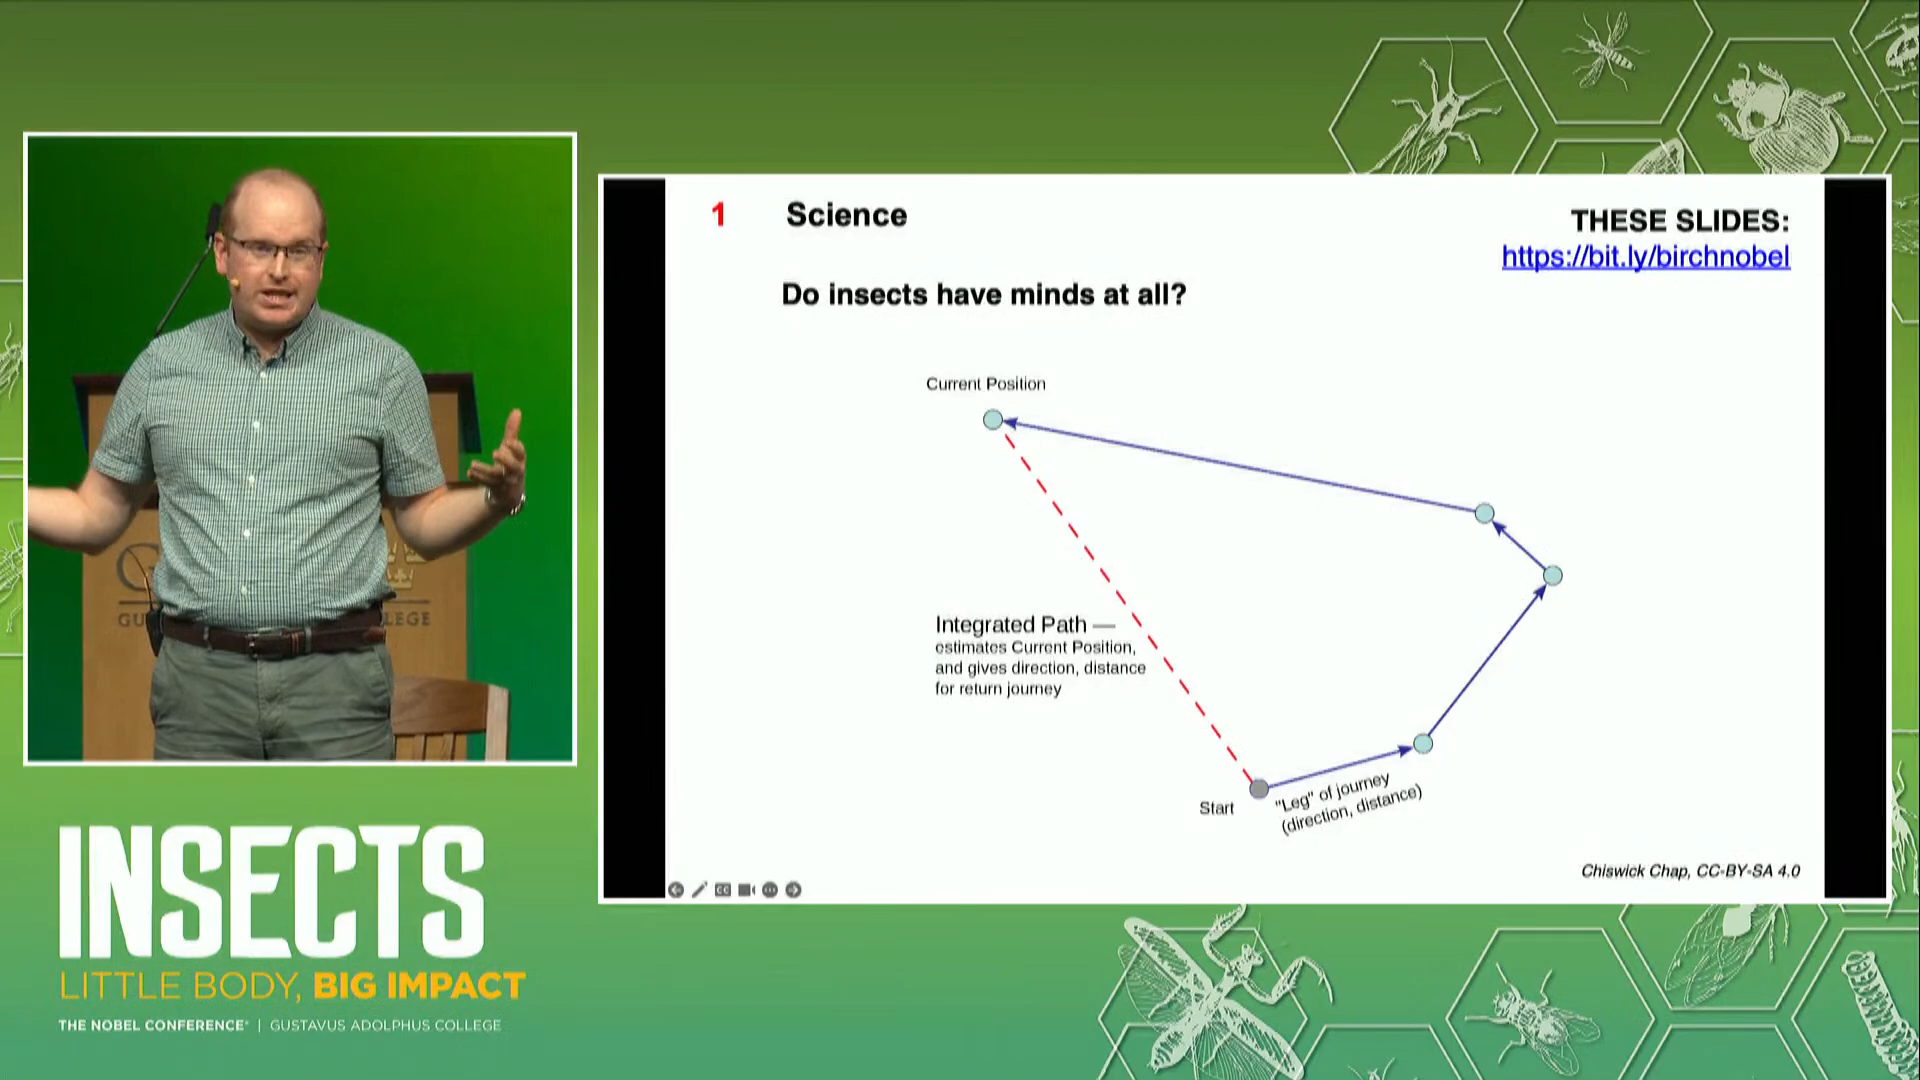 1 Science
THESE SLIDES:
https://bit.ly/birchnobel
Do insects have minds at all?
Current Position
Integrated Path —
estimates Current Position,
and gives direction, distance
for return journey
Start
"Leg" of journey
(direction, distance)
Chiswick Chap, CC-BY-SA 4.0
G
GU
LEGE
INSECTS
LITTLE BODY, BIG IMPACT
THE NOBEL CONFERENCE® | GUSTAVUS ADOLPHUS COLLEGE